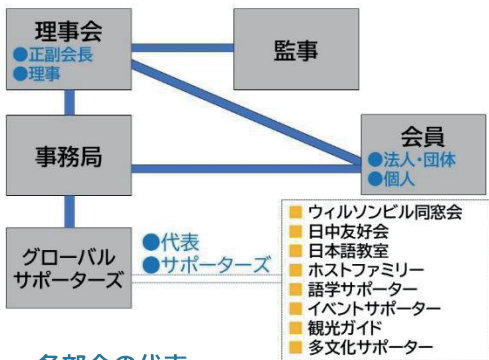 理事会
●正副会長
●理事
監事
事務局
会員
●法人・団体
●個人
グローバル
サポーターズ
●代表
●サポーターズ
ウィルソンビル同窓会
日中友好会
日本語教室
ホストファミリー
語学サポーター
イベントサポーター
観光ガイド
多文化サポーター